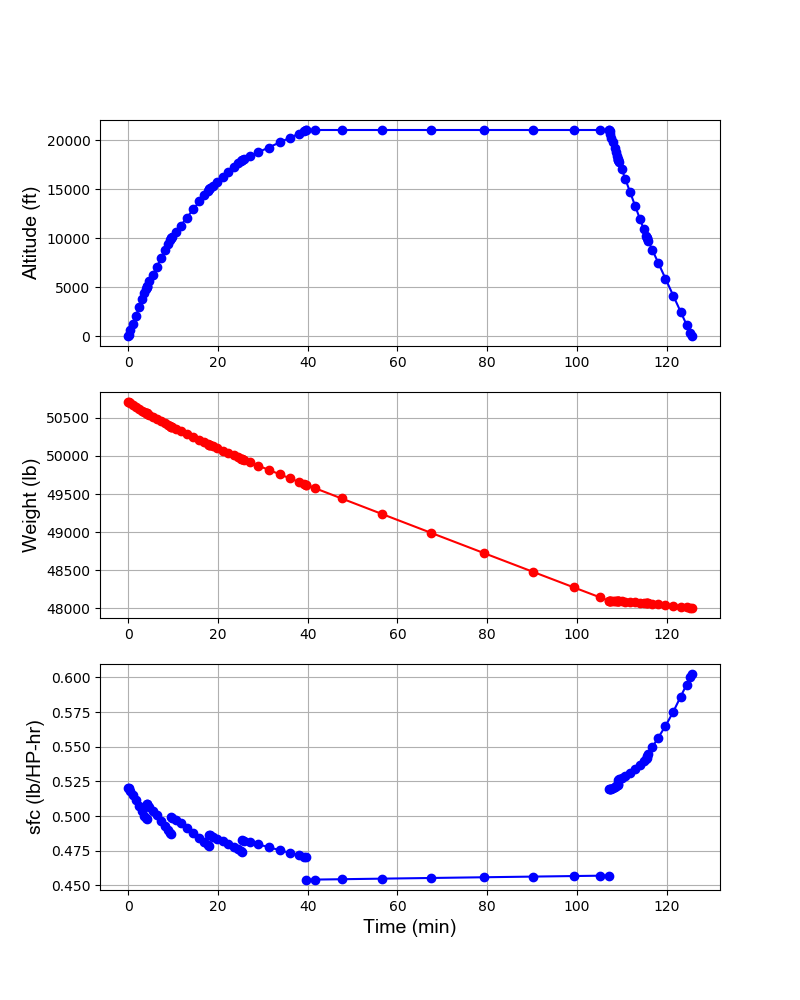 20000
15000
10000
5000
0
Altitude (ft)
0 20 40 60 80 100 120
50500
50000
49500
49000
48500
48000
Weight (lb)
0 20 40 60 80 100 120
0.600
0.575
0.550
0.525
0.500
0.475
0.450
sfc (lb/HP-hr)
0 20 40 60 80 100 120
Time (min)